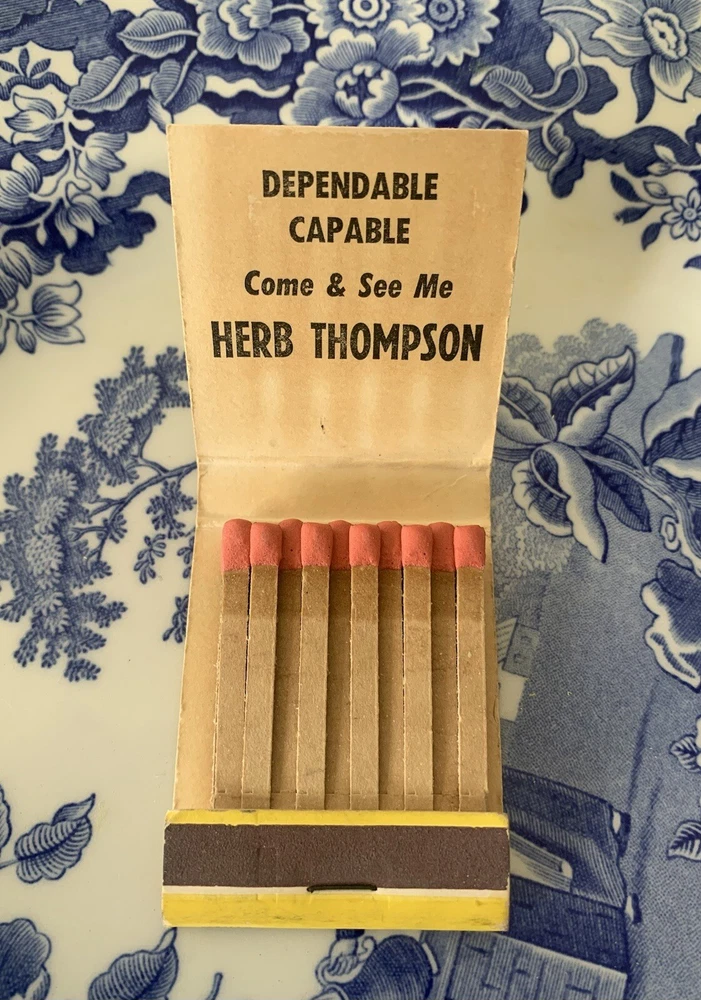 DEPENDABLE
CAPABLE
Come & See Me
HERB THOMPSON